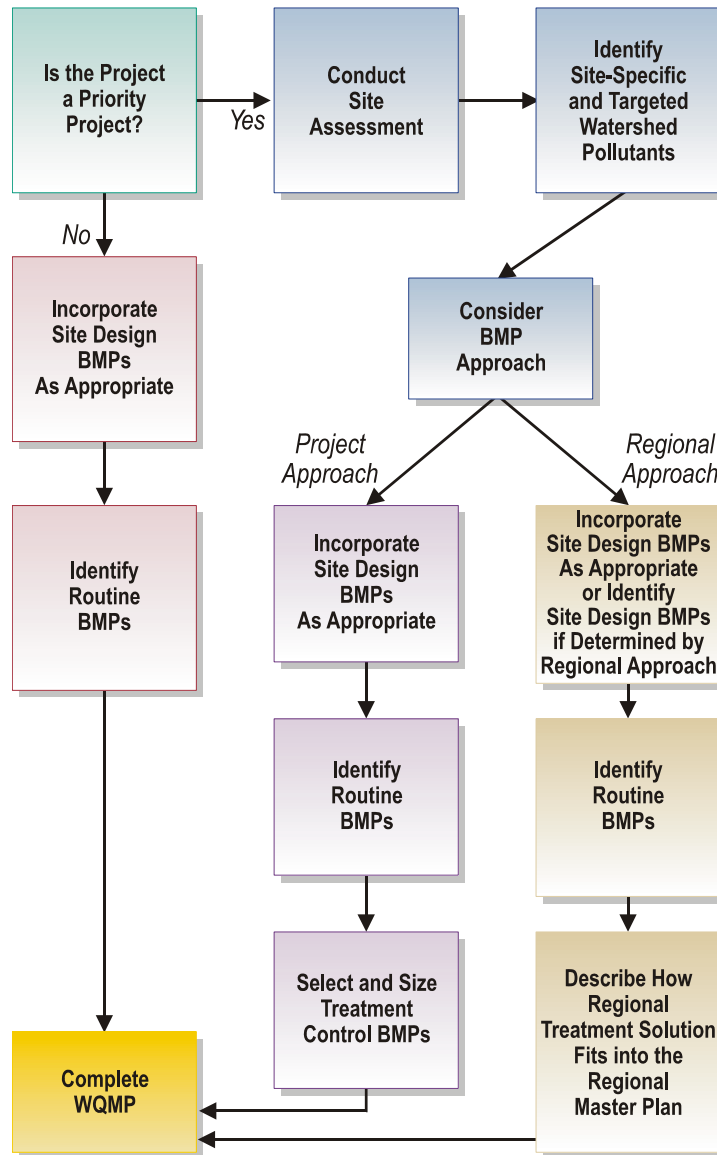 Is the Project
a Priority
Project?
Yes
Conduct
Site
Assessment
Identify
Site-Specific
and Targeted
Watershed
Pollutants
No
Incorporate
Site Design
BMPs
As Appropriate
Consider
BMP
Approach
Project
Approach
Regional
Approach
Identify
Routine
BMPs
Incorporate
Site Design
BMPs
As Appropriate
Incorporate
Site Design BMPs
As Appropriate
or Identify
Site Design BMPs
if Determined by
Regional Approach
Identify
Routine
BMPs
Identify
Routine
BMPs
Select and Size
Treatment
Control BMPs
Describe How
Regional
Treatment Solution
Fits into the
Regional
Master Plan
Complete
WQMP